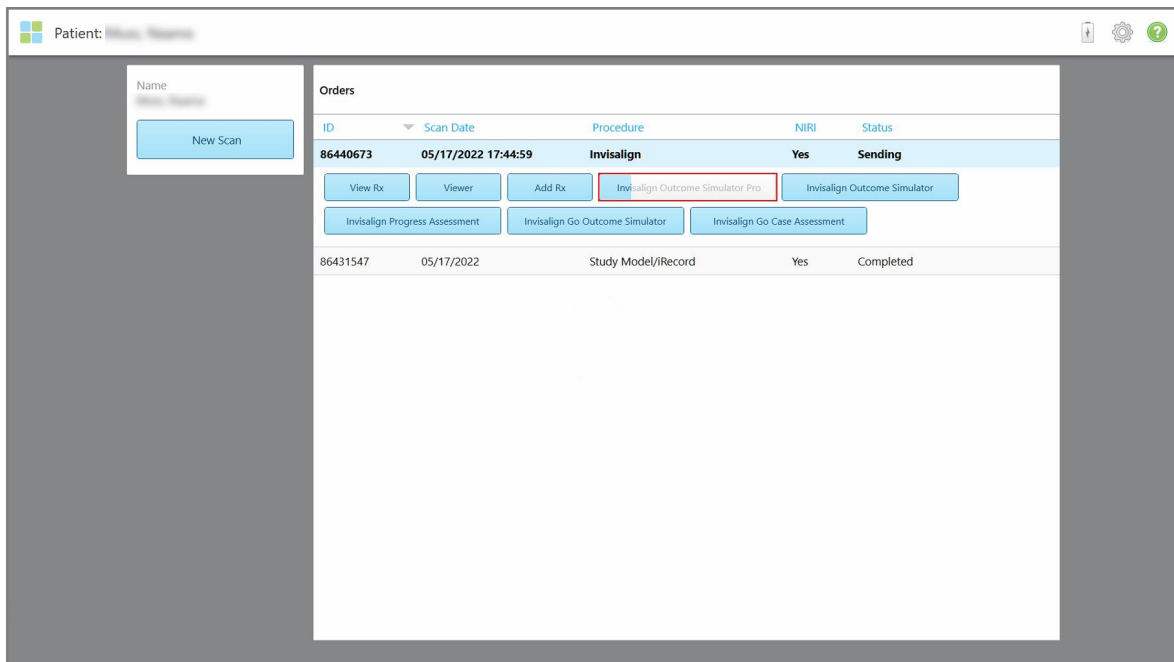 Patient:
Name
New Scan
Orders
ID Scan Date Procedure NIRI Status
86440673 05/17/2022 17:44:59 Invisalign Yes Sending
View Rx Viewer Add Rx Invisalign Outcome Simulator Pro Invisalign Outcome Simulator
Invisalign Progress Assessment Invisalign Go Outcome Simulator Invisalign Go Case Assessment
86431547 05/17/2022 Study Model/iRecord Yes Completed